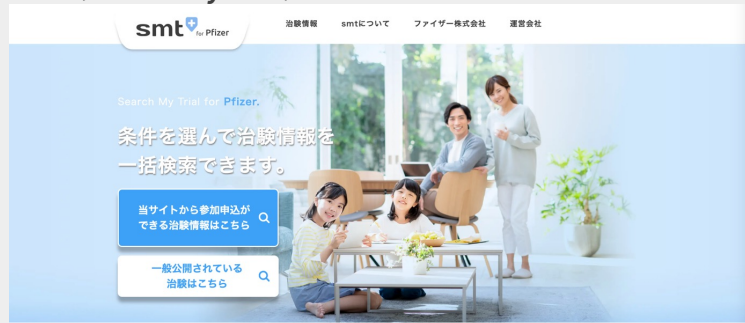 smt for Pfizer
治験情報 smtについて ファイザー株式会社 運営会社
Search My Trial for Pfizer.
条件を選んで治験情報を
一括検索できます。
当サイトから参加申込が
できる治験情報はこちら
一般公開されている
治験はこちら